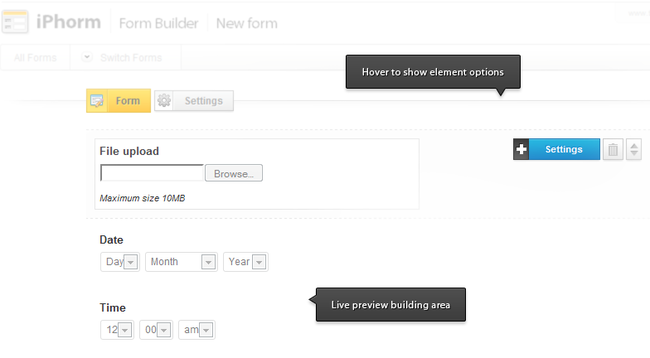 iPhorm Form Builder New form
All Forms Switch Forms
Hover to show element options
Form Settings
File upload
Settings
Browse...
Maximum size 10MB
Date
Day Month Year
Live preview building area
Time
12 00 am